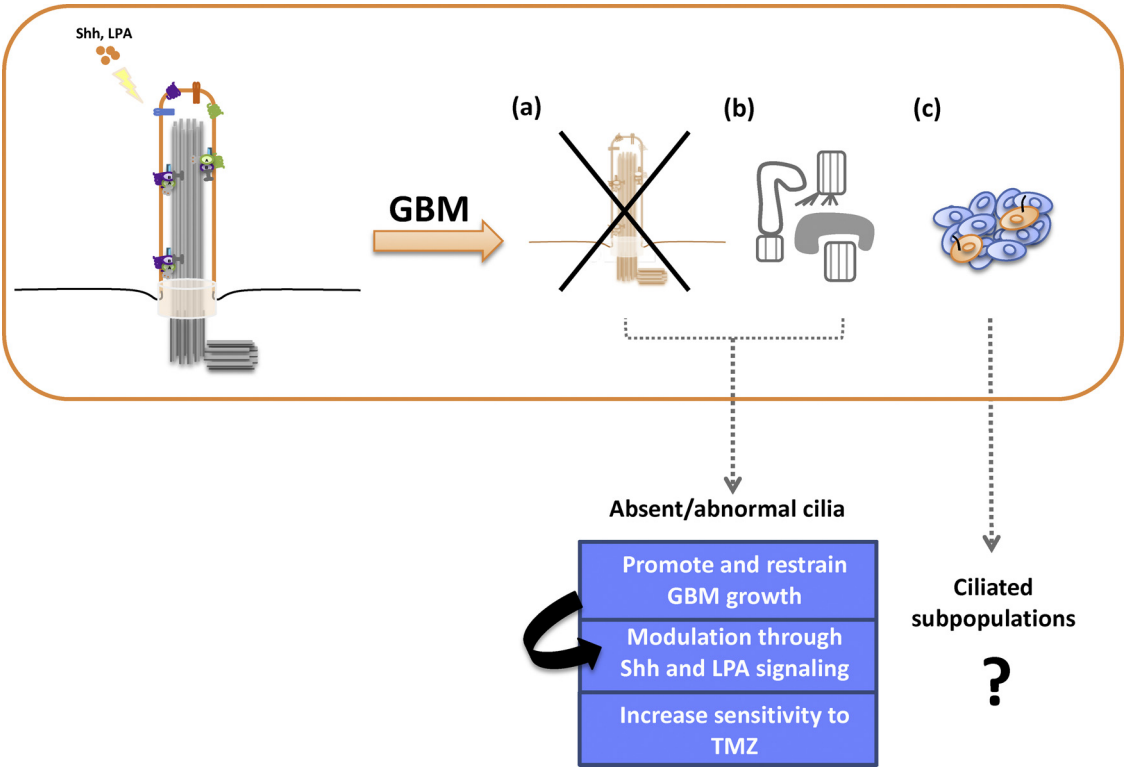 Shh, LPA
(a)
(b)
(c)
GBM
Absent/abnormal cilia
Promote and restrain
GBM growth
Modulation through
Shh and LPA signaling
Increase sensitivity to
TMZ
Ciliated
subpopulations
?